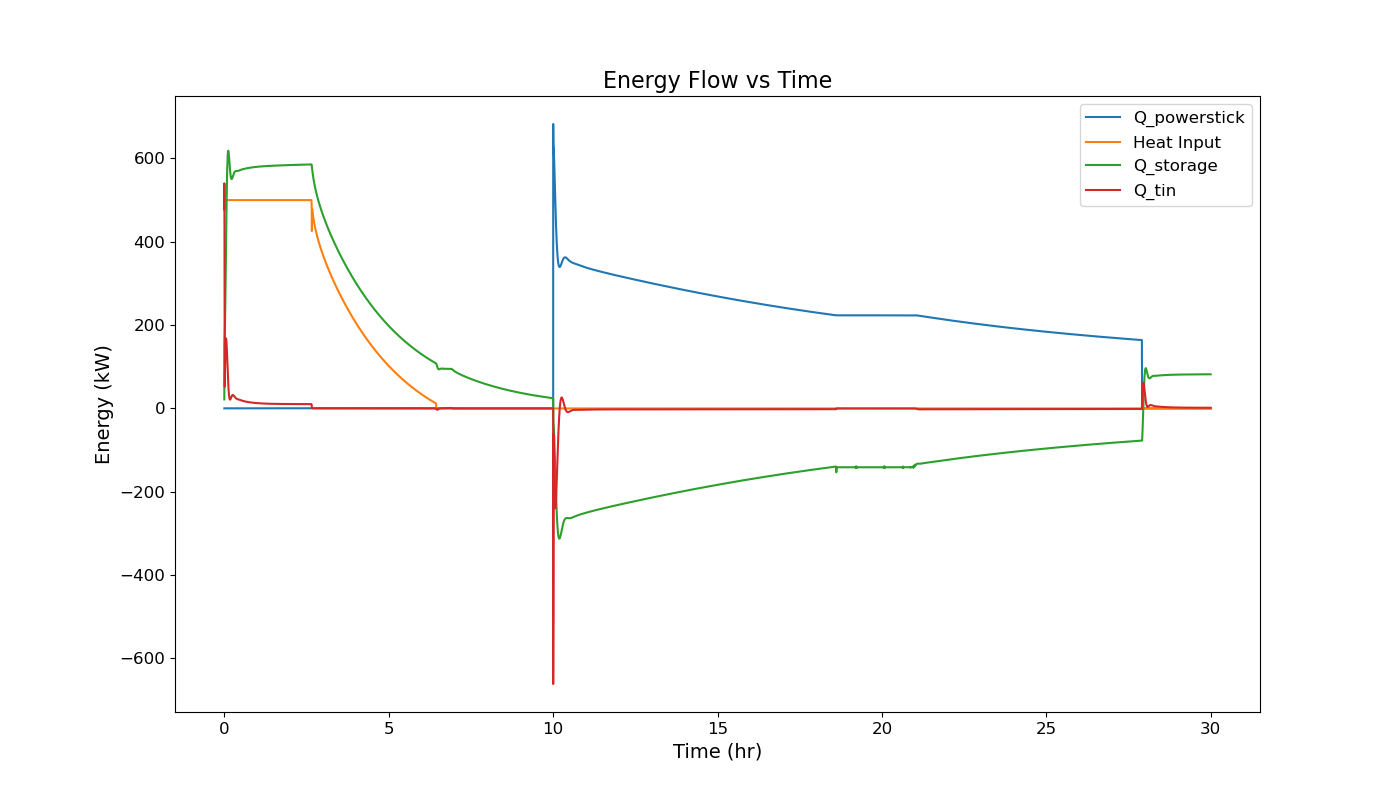 Energy Flow vs Time
Q_powerstick
Heat Input
Q_storage
Q_tin
Energy (kW)
600
400
200
0
−200
−400
−600
0 5 10 15 20 25 30
Time (hr)